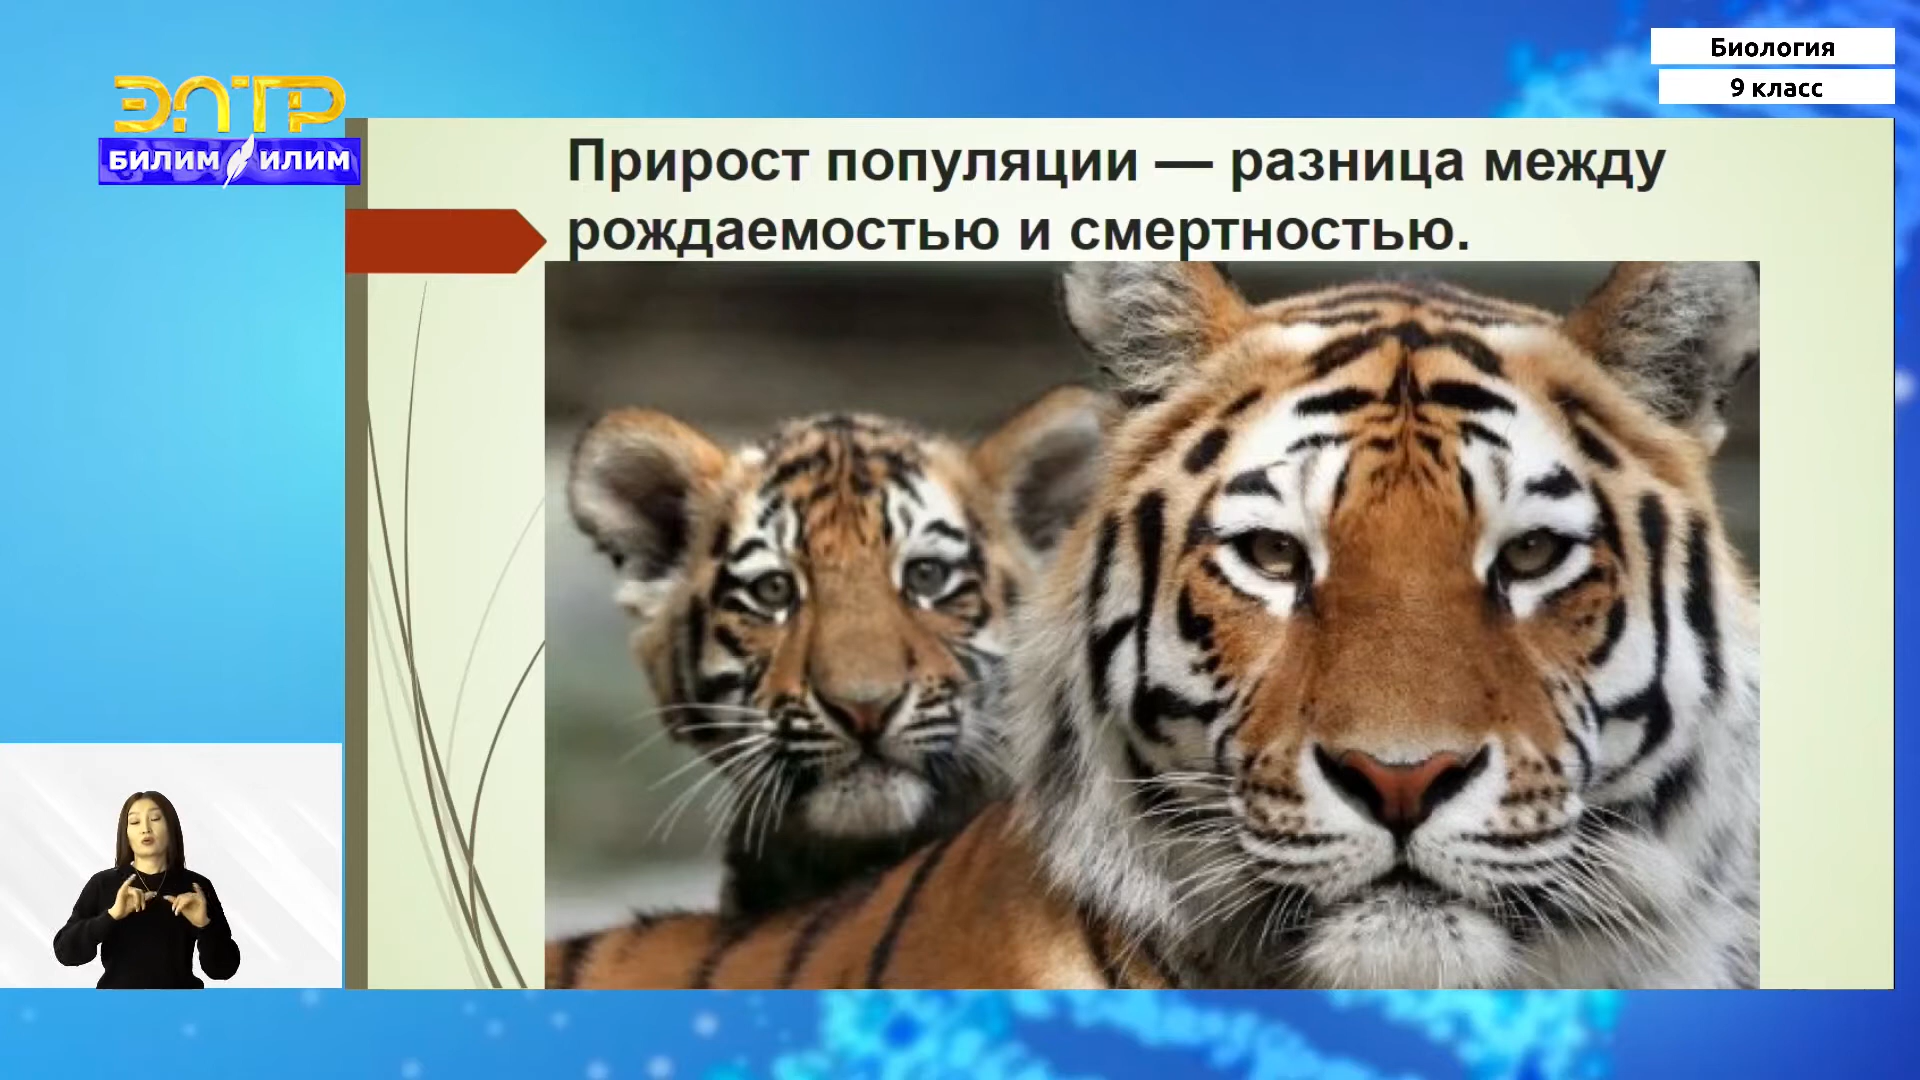 Биология
9 класс
ЭЛТР
БИЛИМ ИЛИМ
Прирост популяции — разница между
рождаемостью и смертностью.